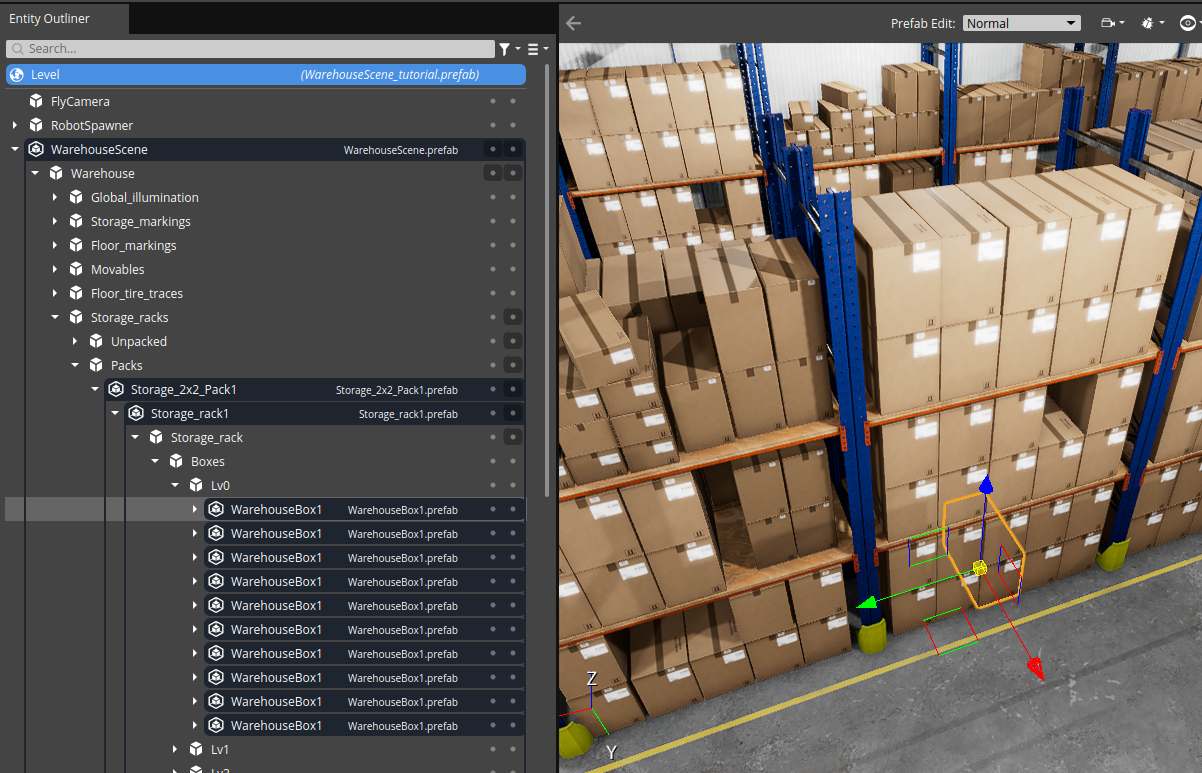 Entity Outliner
Prefab Edit: Normal
Search...
Level (WarehouseScene_tutorial.prefab)
FlyCamera
RobotSpawner
WarehouseScene WarehouseScene.prefab
Warehouse
Global_illumination
Storage_markings
Floor_markings
Movables
Floor_tire_traces
Storage_racks
Unpacked
Packs
Storage_2x2_Pack1 Storage_2x2_Pack1.prefab
Storage_rack1 Storage_rack1.prefab
Storage_rack
Boxes
Lv0
WarehouseBox1 WarehouseBox1.prefab
WarehouseBox1 WarehouseBox1.prefab
WarehouseBox1 WarehouseBox1.prefab
WarehouseBox1 WarehouseBox1.prefab
WarehouseBox1 WarehouseBox1.prefab
WarehouseBox1 WarehouseBox1.prefab
WarehouseBox1 WarehouseBox1.prefab
WarehouseBox1 WarehouseBox1.prefab
WarehouseBox1 WarehouseBox1.prefab
WarehouseBox1 WarehouseBox1.prefab
Lv1
Z
Y